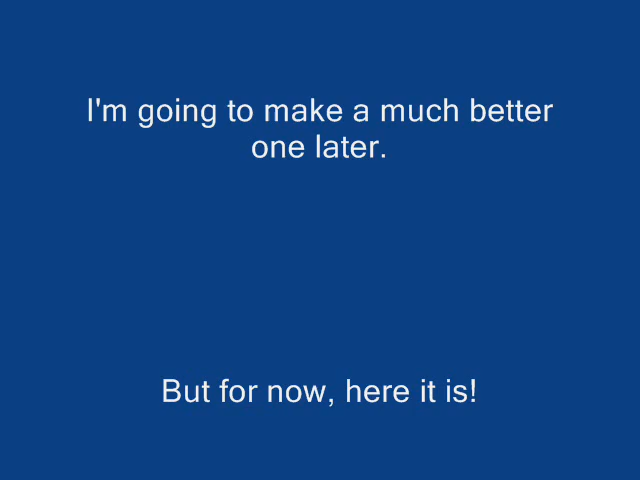 I'm going to make a much better
one later.
But for now, here it is!